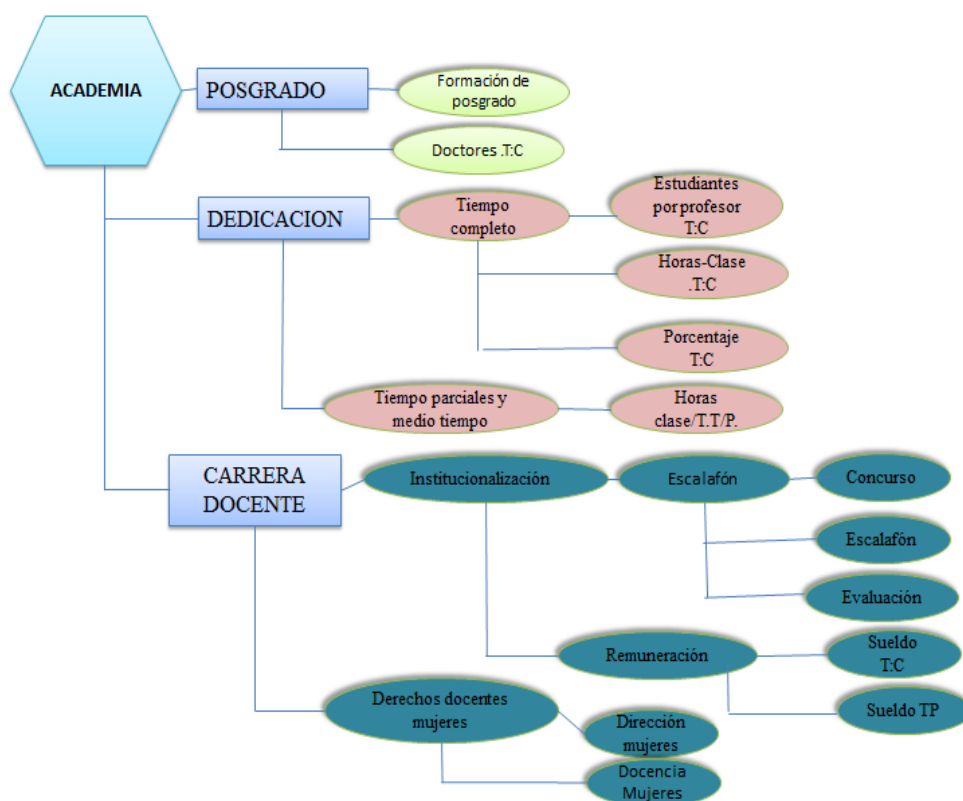 ACADEMIA
POSGRADO
Formación de
posgrado
Doctores .T:C
DEDICACION
Tiempo
completo
Estudiantes
por profesor
T:C
Horas-Clase
.T:C
Porcentaje
T:C
Tiempo parciales y
medio tiempo
Horas
clase/T.T/P.
CARRERA
DOCENTE
Institucionalización
Escalafón
Concurso
Escalafón
Evaluación
Remuneración
Sueldo
T:C
Sueldo TP
Derechos docentes
mujeres
Dirección
mujeres
Docencia
Mujeres